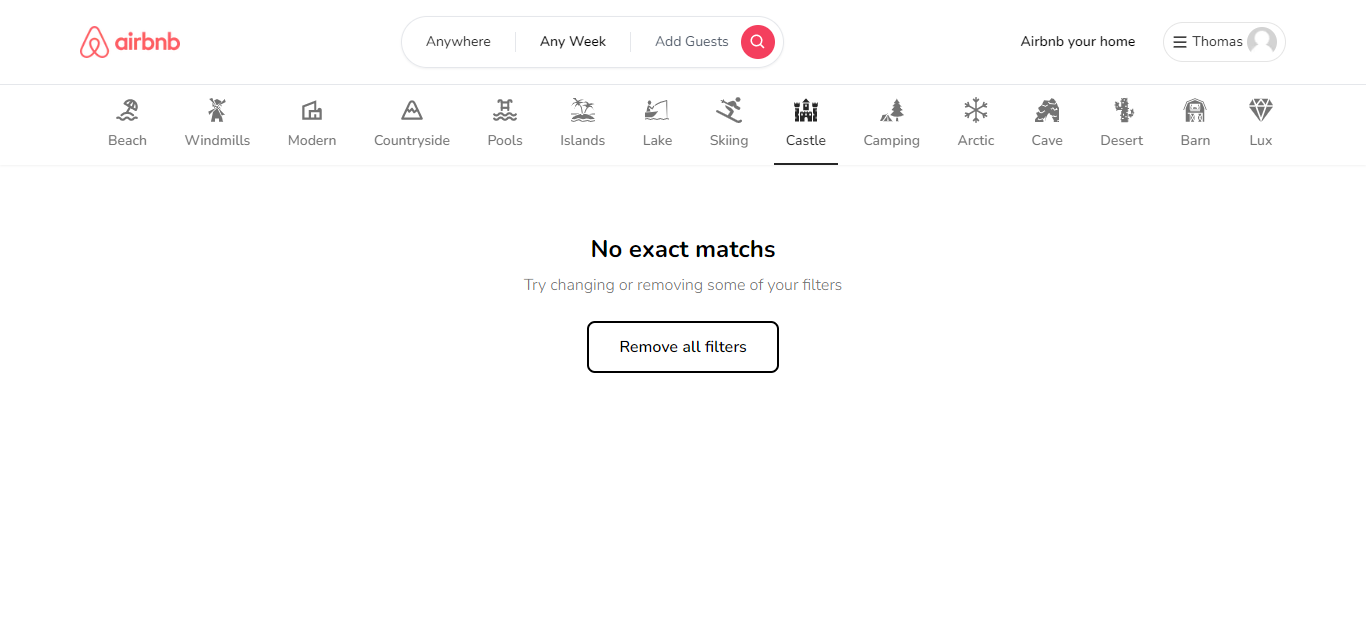 airbnb
Anywhere Any Week Add Guests
Airbnb your home
Thomas
Beach Windmills Modern Countryside Pools Islands Lake Skiing Castle Camping Arctic Cave Desert Barn Lux
No exact matchs
Try changing or removing some of your filters
Remove all filters